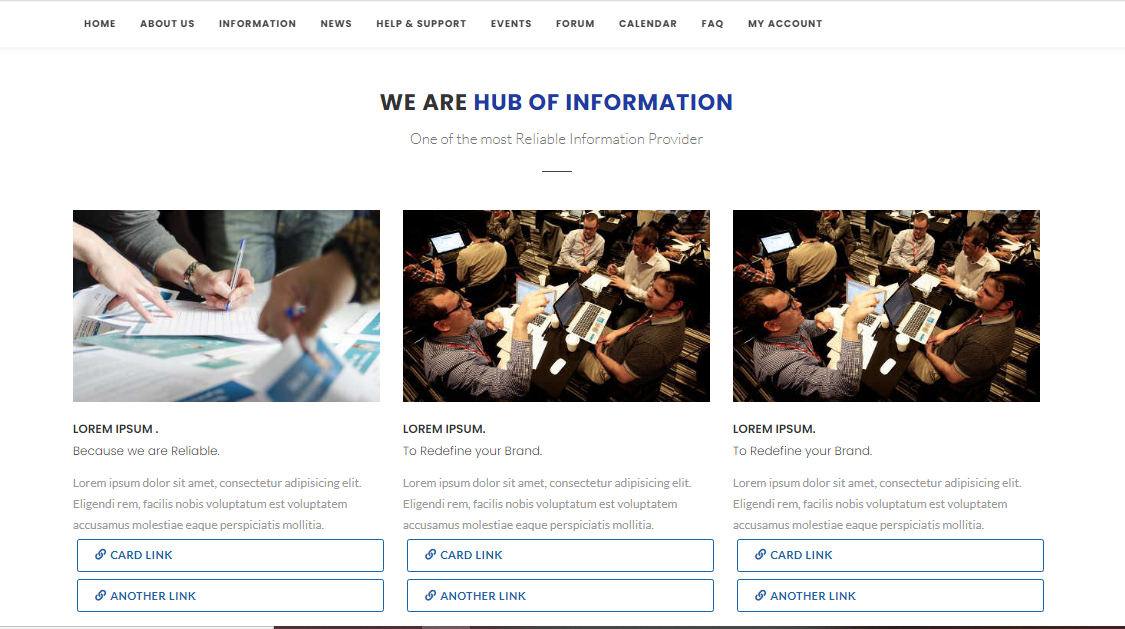 HOME ABOUT US INFORMATION NEWS HELP & SUPPORT EVENTS FORUM CALENDAR FAQ MY ACCOUNT
WE ARE HUB OF INFORMATION
One of the most Reliable Information Provider
LOREM IPSUM .
Because we are Reliable.
Lorem ipsum dolor sit amet, consectetur adipisicing elit.
Eligendi rem, facilis nobis voluptatum est voluptatem
accusamus molestiae eaque perspiciatis mollitia.
CARD LINK
ANOTHER LINK
LOREM IPSUM.
To Redefine your Brand.
Lorem ipsum dolor sit amet, consectetur adipisicing elit.
Eligendi rem, facilis nobis voluptatum est voluptatem
accusamus molestiae eaque perspiciatis mollitia.
CARD LINK
ANOTHER LINK
LOREM IPSUM.
To Redefine your Brand.
Lorem ipsum dolor sit amet, consectetur adipisicing elit.
Eligendi rem, facilis nobis voluptatum est voluptatem
accusamus molestiae eaque perspiciatis mollitia.
CARD LINK
ANOTHER LINK